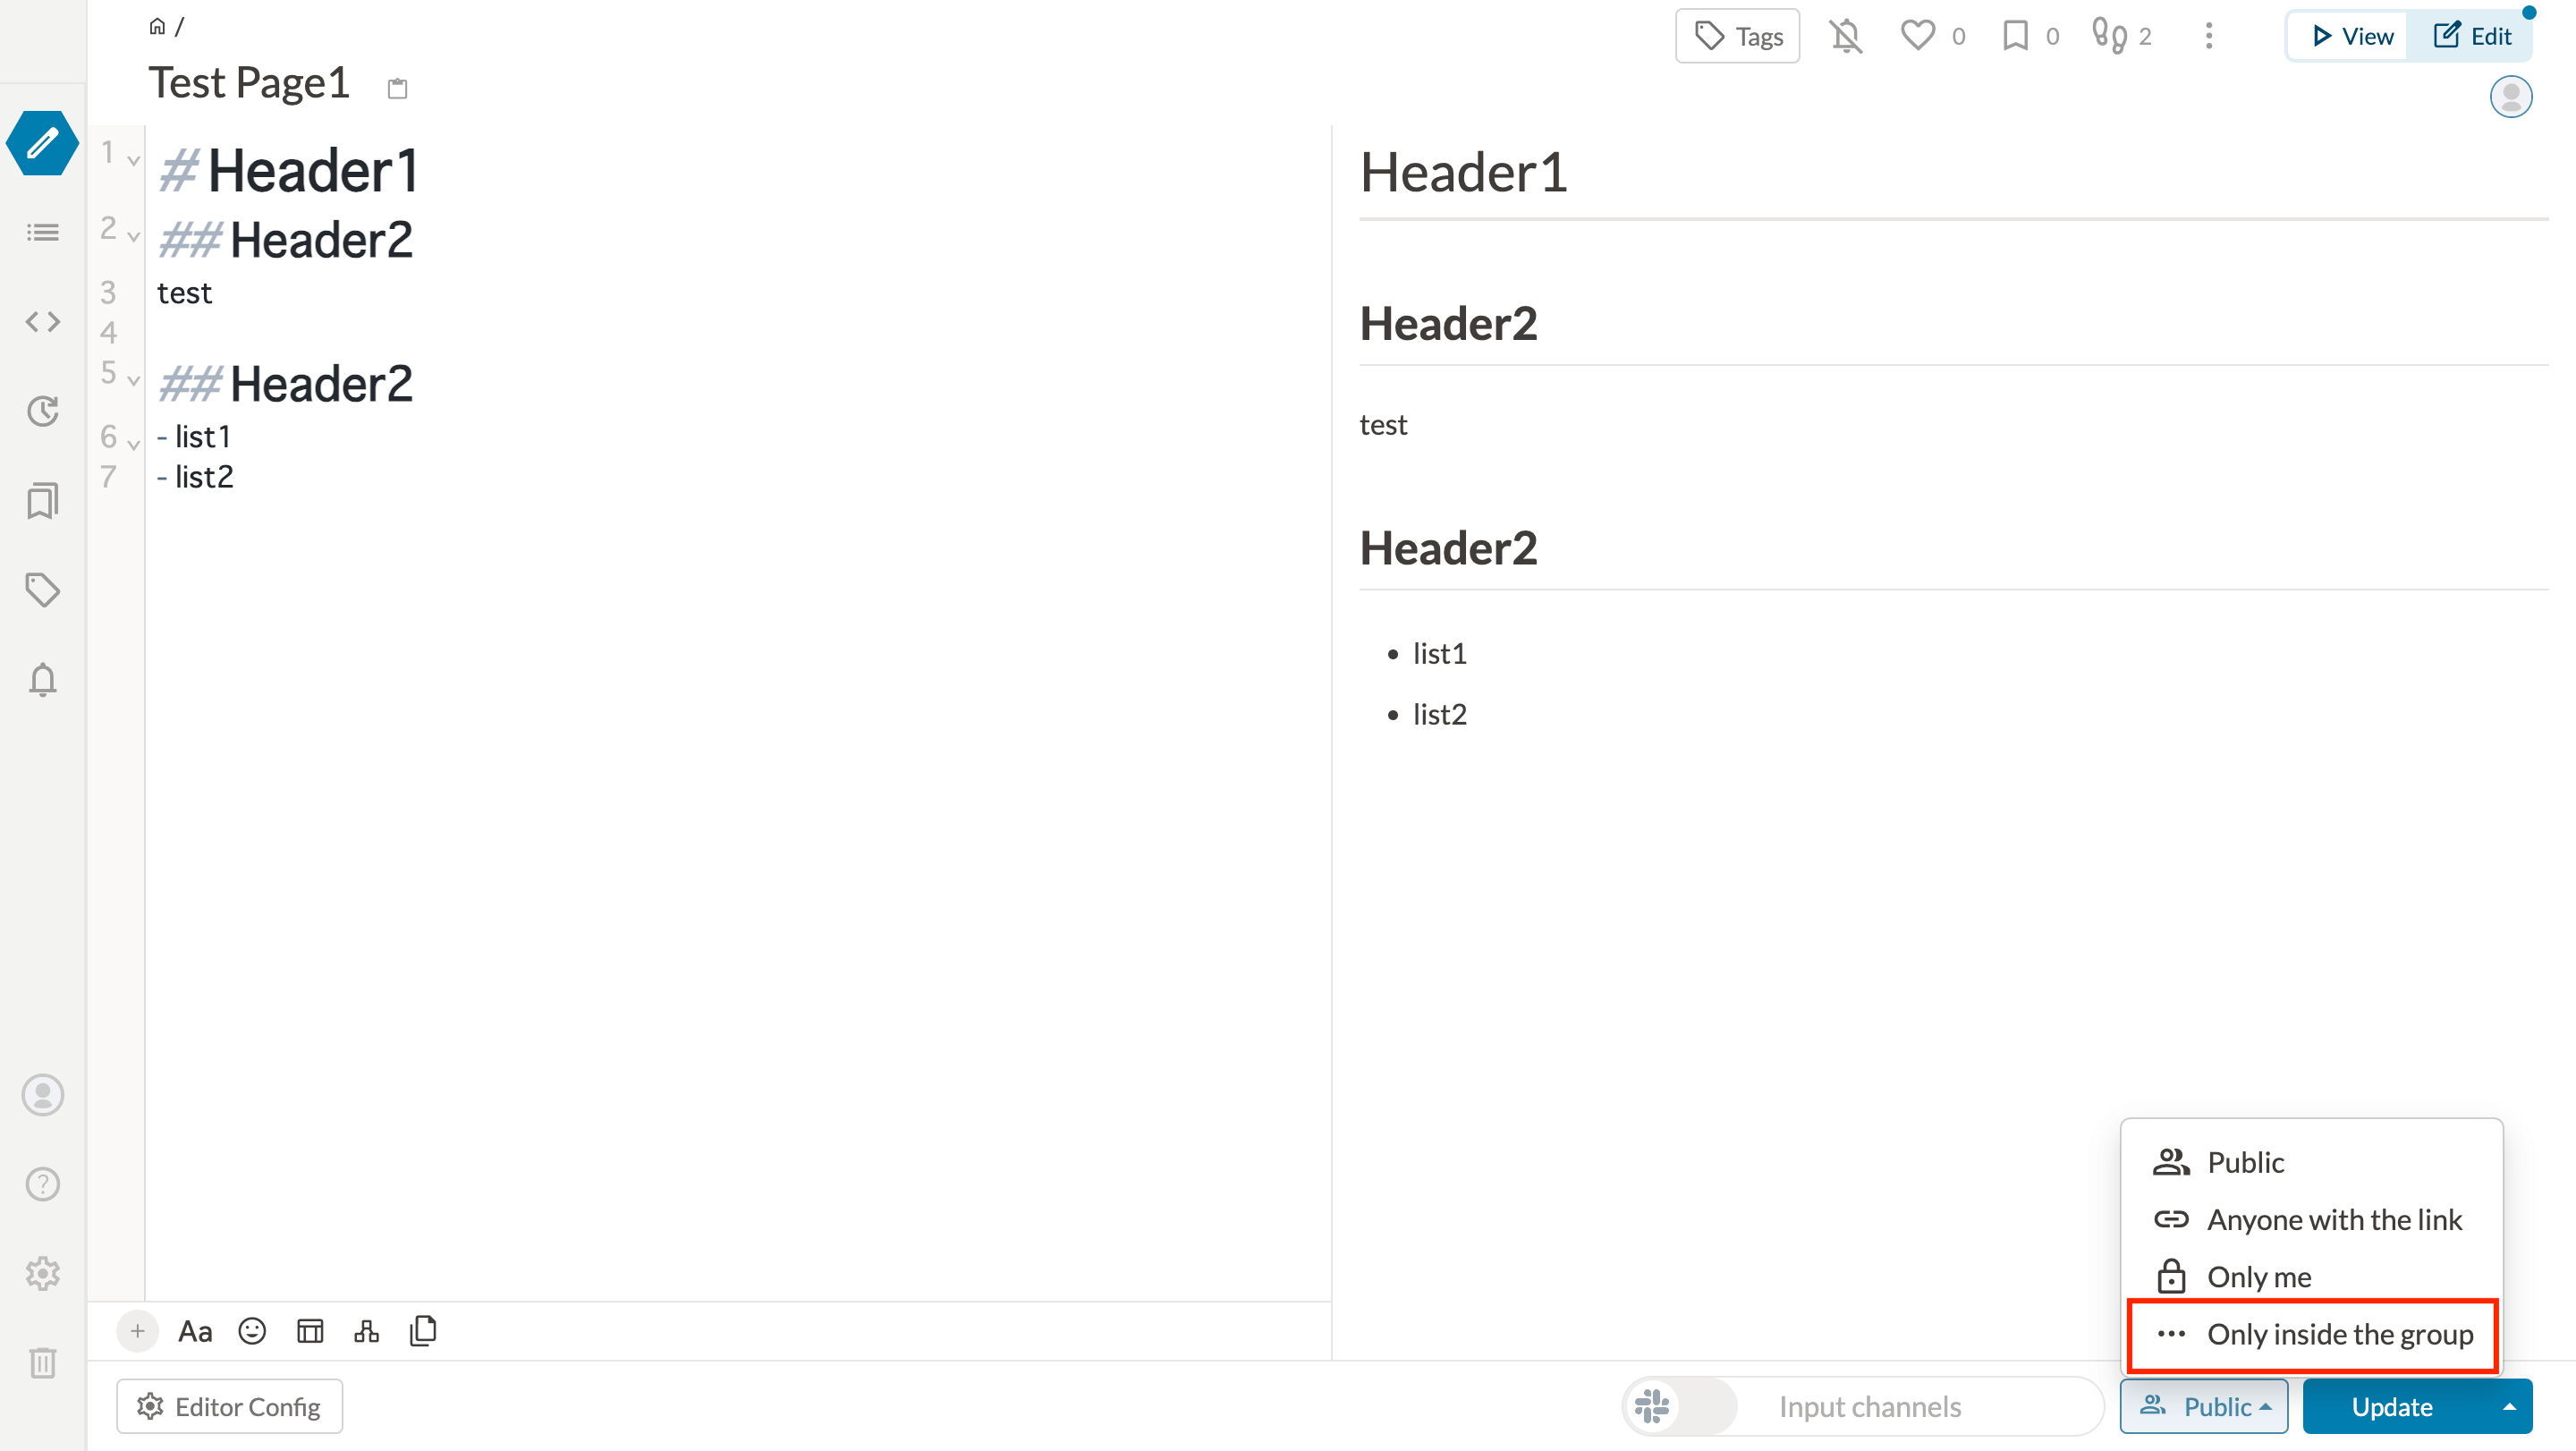 /
Tags
0
0
2
View
Edit
Test Page1
1 # Header1
2 ## Header2
3 test
4
5 ## Header2
6 - list1
7 - list2
Header1
Header2
test
Header2
• list1
• list2
Public
Anyone with the link
Only me
Only inside the group
Aa
Editor Config
Input channels
Public
Update